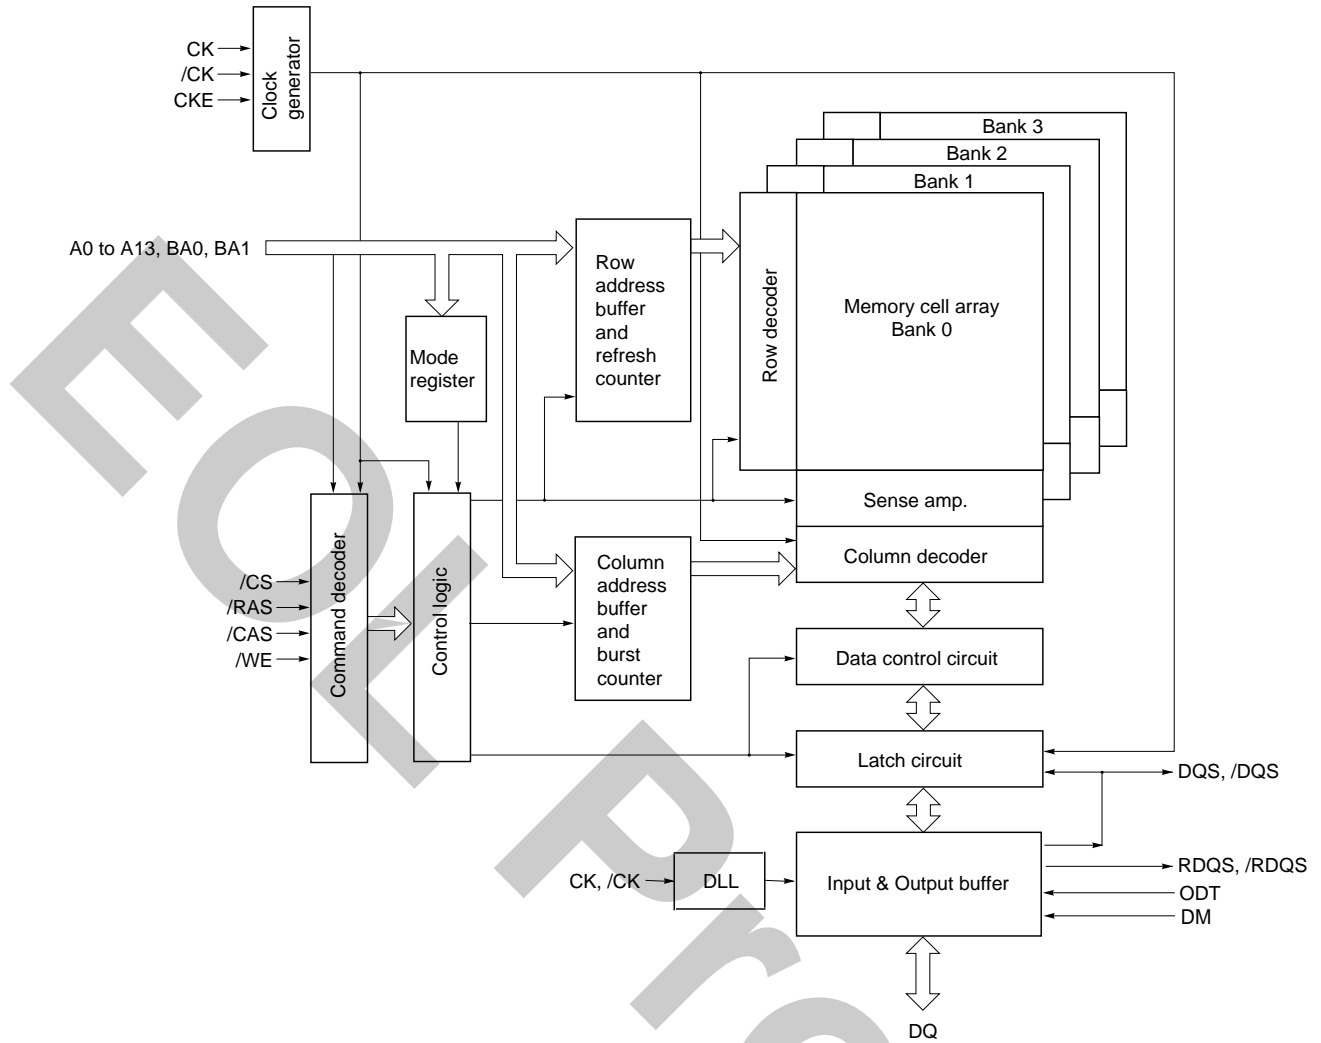 CK
/CK
CKE
Clock
generator
Bank 3
Bank 2
Bank 1
A0 to A13, BA0, BA1
Row
address
buffer
and
refresh
counter
Row decoder
Memory cell array
Bank 0
Mode
register
Sense amp.
Command decoder
Control logic
Column
address
buffer
and
burst
counter
Column decoder
/CS
/RAS
/CAS
/WE
Data control circuit
Latch circuit
DQS, /DQS
CK, /CK
DLL
Input & Output buffer
RDQS, /RDQS
ODT
DM
DQ
EOL Pro